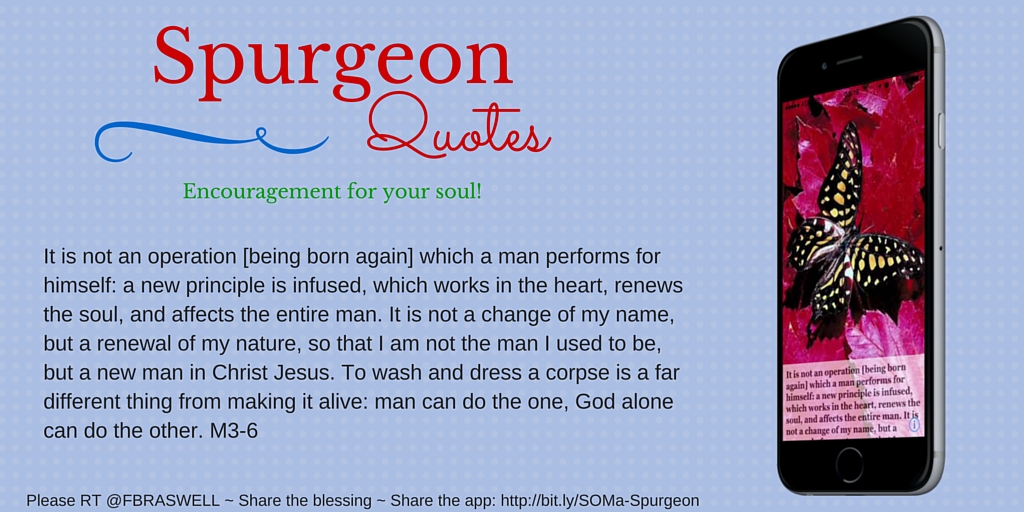 Spurgeon
Quotes
Encouragement for your soul!
It is not an operation [being born again] which a man performs for
himself: a new principle is infused, which works in the heart, renews
the soul, and affects the entire man. It is not a change of my name,
but a renewal of my nature, so that I am not the man I used to be,
but a new man in Christ Jesus. To wash and dress a corpse is a far
different thing from making it alive: man can do the one, God alone
can do the other. M3-6
Please RT @FBRASWELL ~ Share the blessing ~ Share the app: http://bit.ly/SOMa-Spurgeon
It is not an operation [being born
again] which a man performs for
himself: a new principle is infused,
which works in the heart, renews the
soul, and affects the entire man. It is
not a change of my name, but a